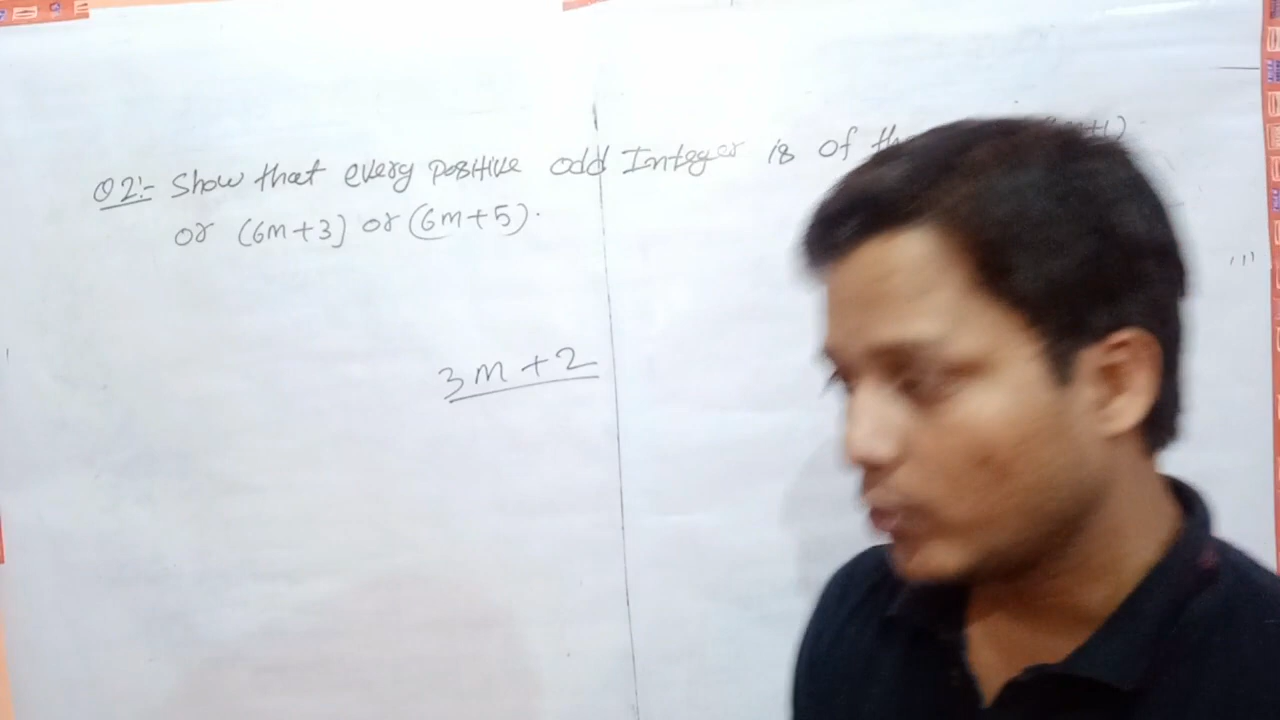 Q2:- Show that every positive odd Integer is of
or (6m+3] or (6m+5).
3m+2